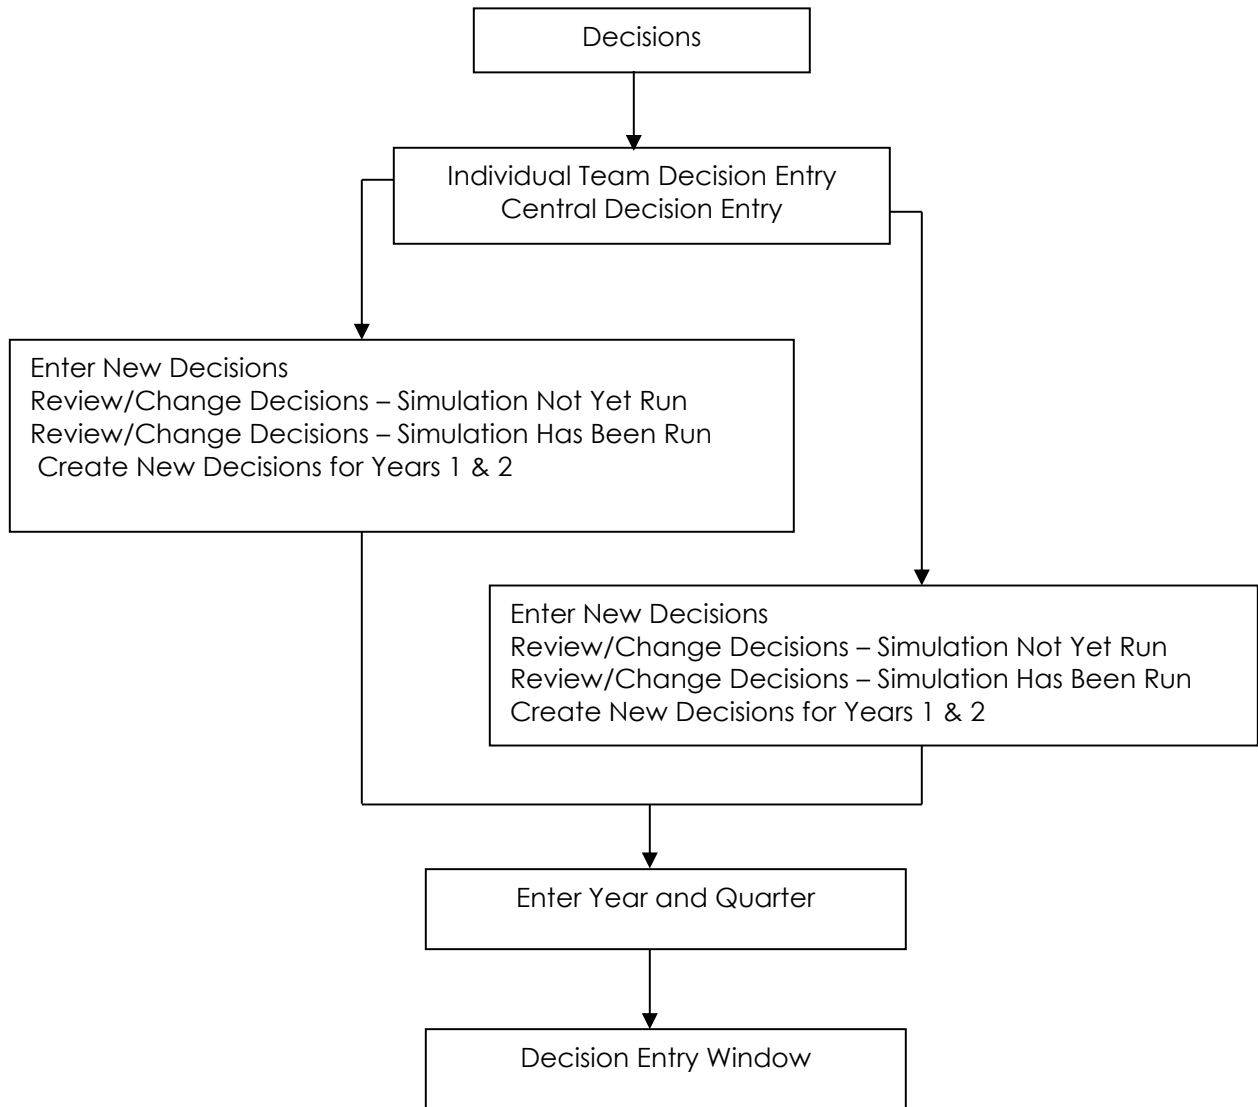 Decisions
Individual Team Decision Entry
Central Decision Entry
Enter New Decisions
Review/Change Decisions – Simulation Not Yet Run
Review/Change Decisions – Simulation Has Been Run
Create New Decisions for Years 1 & 2
Enter New Decisions
Review/Change Decisions – Simulation Not Yet Run
Review/Change Decisions – Simulation Has Been Run
Create New Decisions for Years 1 & 2
Enter Year and Quarter
Decision Entry Window